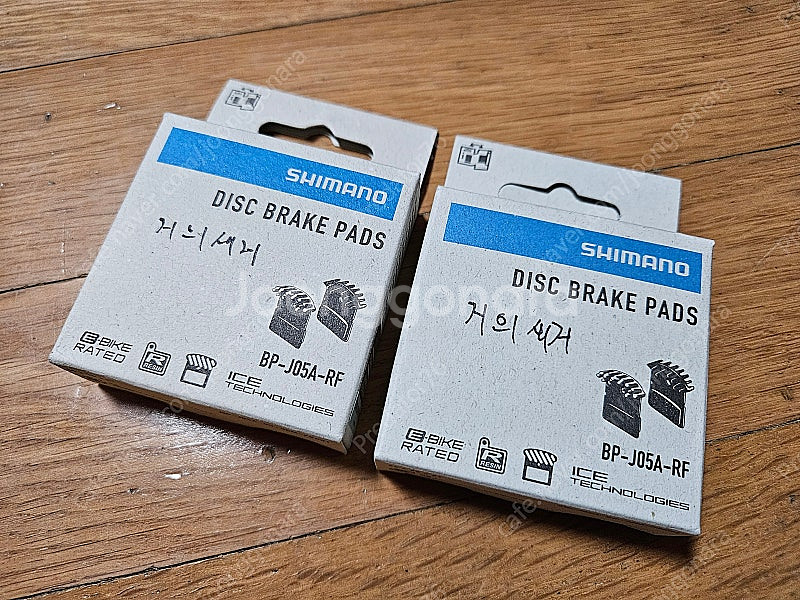 SHIMANO
DISC BRAKE PADS
거의새거
E-BIKE
RATED
R
RESIN
ICE
TECHNOLOGIES
BP-J05A-RF
SHIMANO
DISC BRAKE PADS
거의 새거
E-BIKE
RATED
R
RESIN
ICE
TECHNOLOGIES
BP-J05A-RF
Joonggonara